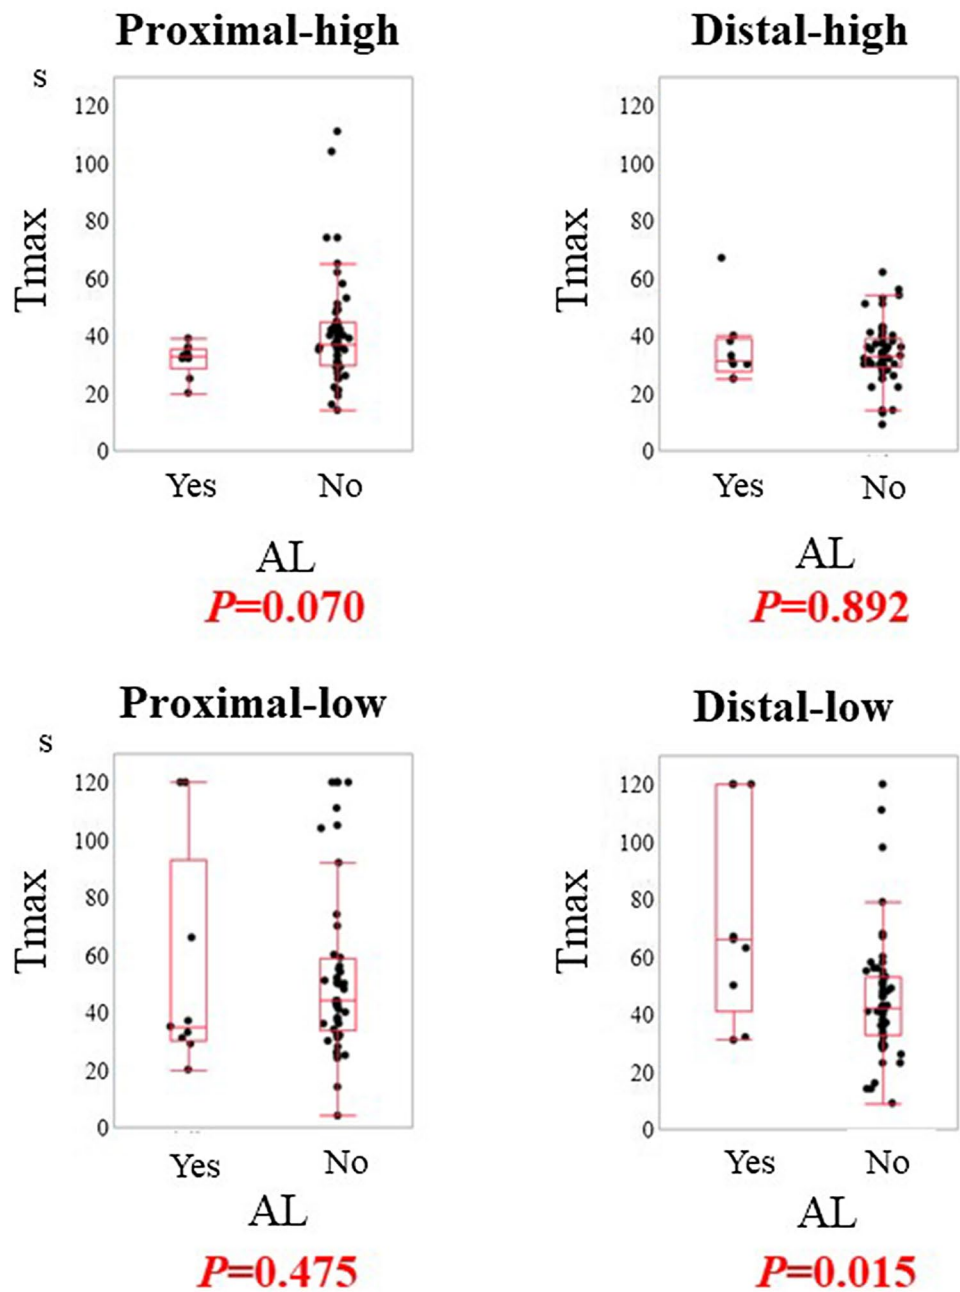 Proximal-high
s
Tmax
120
100
80
60
40
20
0
Yes No
AL
P=0.070
Distal-high
Tmax
120
100
80
60
40
20
0
Yes No
AL
P=0.892
Proximal-low
s
Tmax
120
100
80
60
40
20
0
Yes No
AL
P=0.475
Distal-low
Tmax
120
100
80
60
40
20
0
Yes No
AL
P=0.015